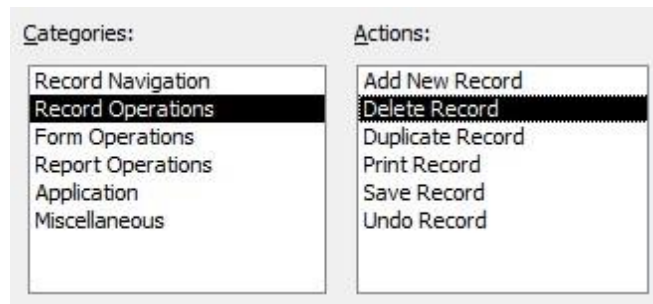 Categories:
Record Navigation
Record Operations
Form Operations
Report Operations
Application
Miscellaneous
Actions:
Add New Record
Delete Record
Duplicate Record
Print Record
Save Record
Undo Record